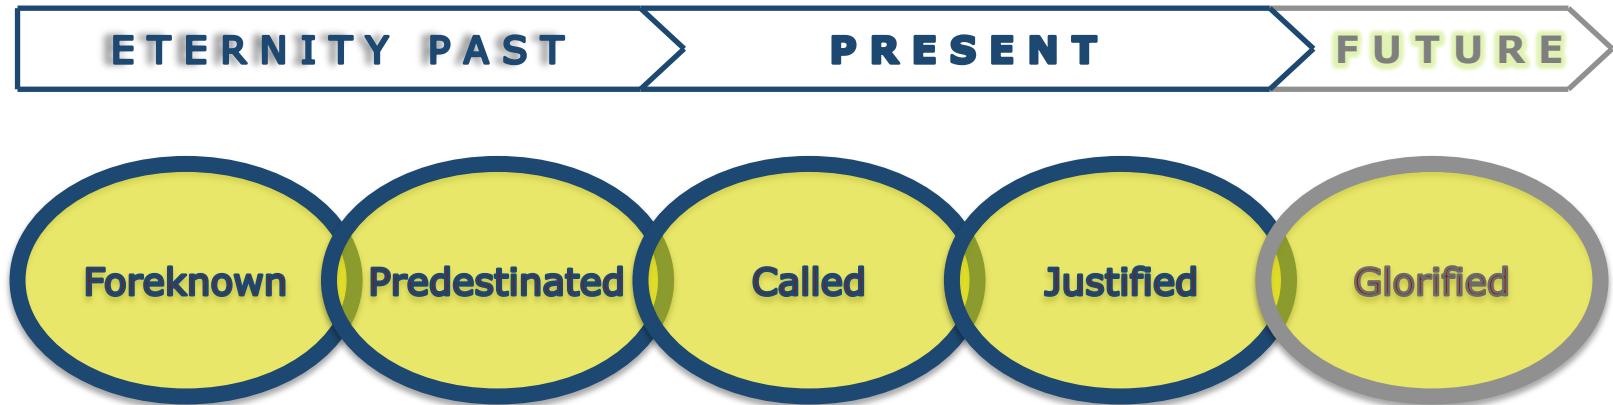 ETERNITY PAST PRESENT FUTURE
Foreknown Predestinated Called Justified Glorified